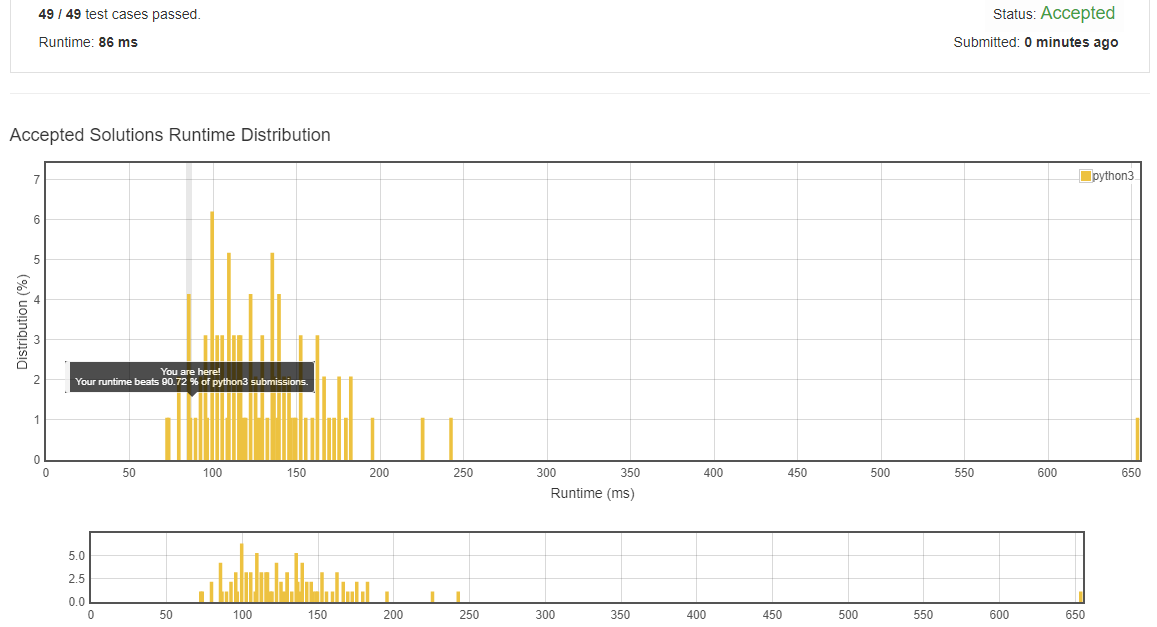 49 / 49 test cases passed.
Status: Accepted
Runtime: 86 ms
Submitted: 0 minutes ago
Accepted Solutions Runtime Distribution
python3
7
6
5
4
3
2
1
0
Distribution (%)
You are here!
Your runtime beats 90.72 % of python3 submissions.
0 50 100 150 200 250 300 350 400 450 500 550 600 650
Runtime (ms)
5.0
2.5
0.0
0 50 100 150 200 250 300 350 400 450 500 550 600 650